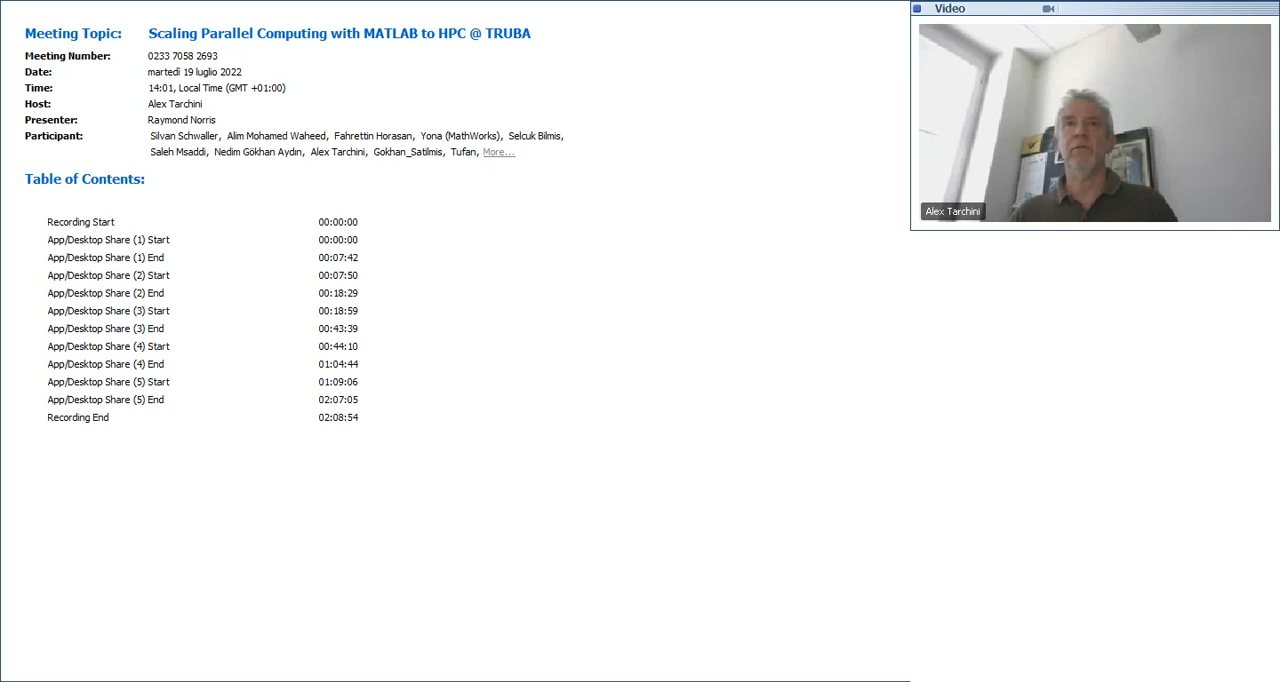 Meeting Topic: Scaling Parallel Computing with MATLAB to HPC @ TRUBA
Meeting Number: 0233 7058 2693
Date: martedì 19 luglio 2022
Time: 14:01, Local Time (GMT +01:00)
Host: Alex Tarchini
Presenter: Raymond Norris
Participant: Silvan Schwaller, Alim Mohamed Waheed, Fahrettin Horasan, Yona (MathWorks), Selcuk Bilmis,
Saleh Msaddi, Nedim Gökhan Aydın, Alex Tarchini, Gokhan_Satilmis, Tufan, More...
Table of Contents:
Recording Start 00:00:00
App/Desktop Share (1) Start 00:00:00
App/Desktop Share (1) End 00:07:42
App/Desktop Share (2) Start 00:07:50
App/Desktop Share (2) End 00:18:29
App/Desktop Share (3) Start 00:18:59
App/Desktop Share (3) End 00:43:39
App/Desktop Share (4) Start 00:44:10
App/Desktop Share (4) End 01:04:44
App/Desktop Share (5) Start 01:09:06
App/Desktop Share (5) End 02:07:05
Recording End 02:08:54
Video
Alex Tarchini